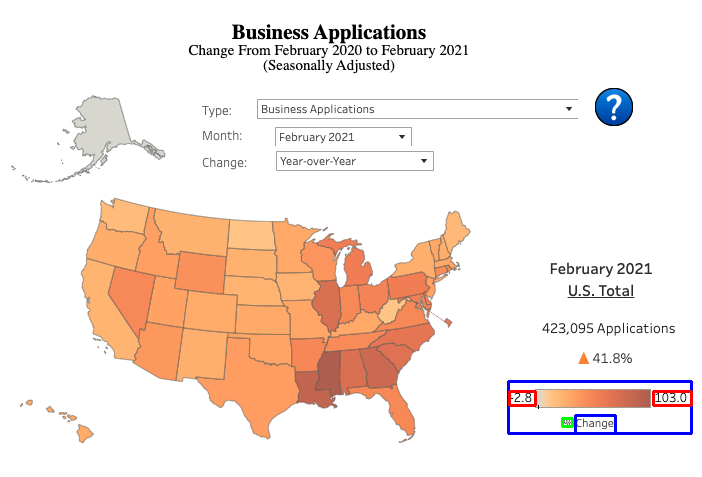 Business Applications
Change From February 2020 to February 2021
(Seasonally Adjusted)
Type: Business Applications
?
Month: February 2021
Change: Year-over-Year
February 2021
U.S. Total
423,095 Applications
41.8%
-2.8 103.0
% Change